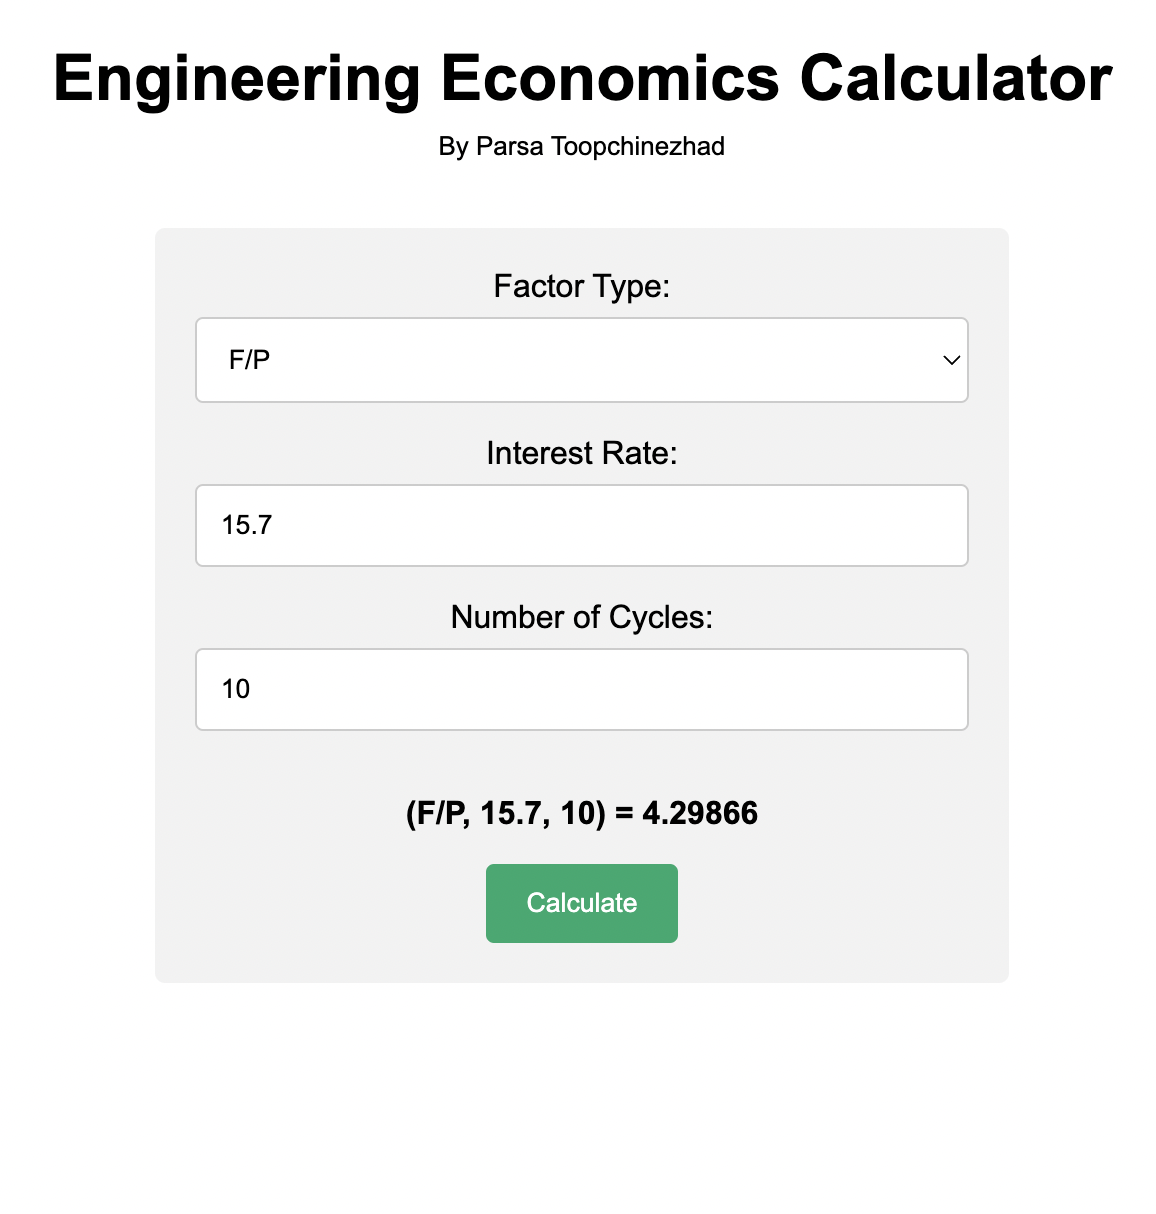 Engineering Economics Calculator
By Parsa Toopchinezhad
Factor Type:
F/P
Interest Rate:
15.7
Number of Cycles:
10
(F/P, 15.7, 10) = 4.29866
Calculate